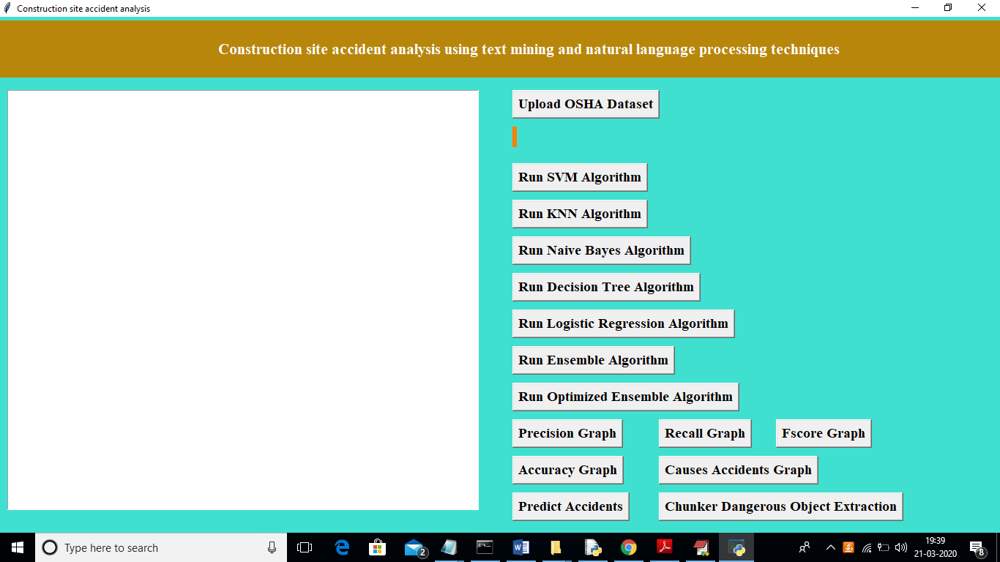 Construction site accident analysis
Construction site accident analysis using text mining and natural language processing techniques
Upload OSHA Dataset
Run SVM Algorithm
Run KNN Algorithm
Run Naive Bayes Algorithm
Run Decision Tree Algorithm
Run Logistic Regression Algorithm
Run Ensemble Algorithm
Run Optimized Ensemble Algorithm
Precision Graph Recall Graph Fscore Graph
Accuracy Graph Causes Accidents Graph
Predict Accidents Chunker Dangerous Object Extraction
Type here to search 2 19:39
21-03-2020 8